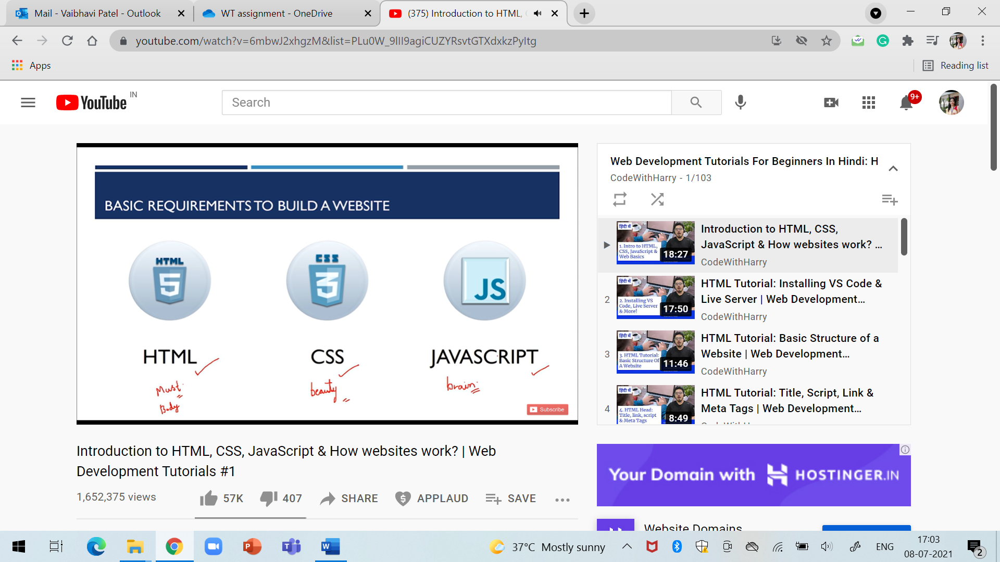 Mail - Vaibhavi Patel - Outlook
WT assignment - OneDrive
(375) Introduction to HTML,
youtube.com/watch?v=6mbwJ2xhgzM&list=PLu0W_9lII9agiCUZYRsvtGTXdxkzPyItg
Apps
Reading list
YouTube IN
Search
9+
BASIC REQUIREMENTS TO BUILD A WEBSITE
HTML 5
CSS 3
JS
HTML
CSS
JAVASCRIPT
Must
Body
beauty
brain
Subscribe
Web Development Tutorials For Beginners In Hindi: H
CodeWithHarry - 1/103
हिंदी में
1. Intro to HTML,
CSS, JavaScript &
Web Basics
18:27
Introduction to HTML, CSS,
JavaScript & How websites work? ...
CodeWithHarry
2
हिंदी में
2. Installing VS
Code, Live Server
& More!
17:50
HTML Tutorial: Installing VS Code &
Live Server | Web Development...
CodeWithHarry
3
हिंदी में
3. HTML Tutorial:
Basic Structure Of
A Website
11:46
HTML Tutorial: Basic Structure of a
Website | Web Development...
CodeWithHarry
4
हिंदी में
4. HTML Head:
Title, link, script
& Meta Tags
8:49
HTML Tutorial: Title, Script, Link &
Meta Tags | Web Development...
Introduction to HTML, CSS, JavaScript & How websites work? | Web
Development Tutorials #1
1,652,375 views
57K
407
SHARE
APPLAUD
SAVE
Your Domain with HOSTINGER.IN
Website Domains
37°C Mostly sunny
ENG
17:03
08-07-2021
2